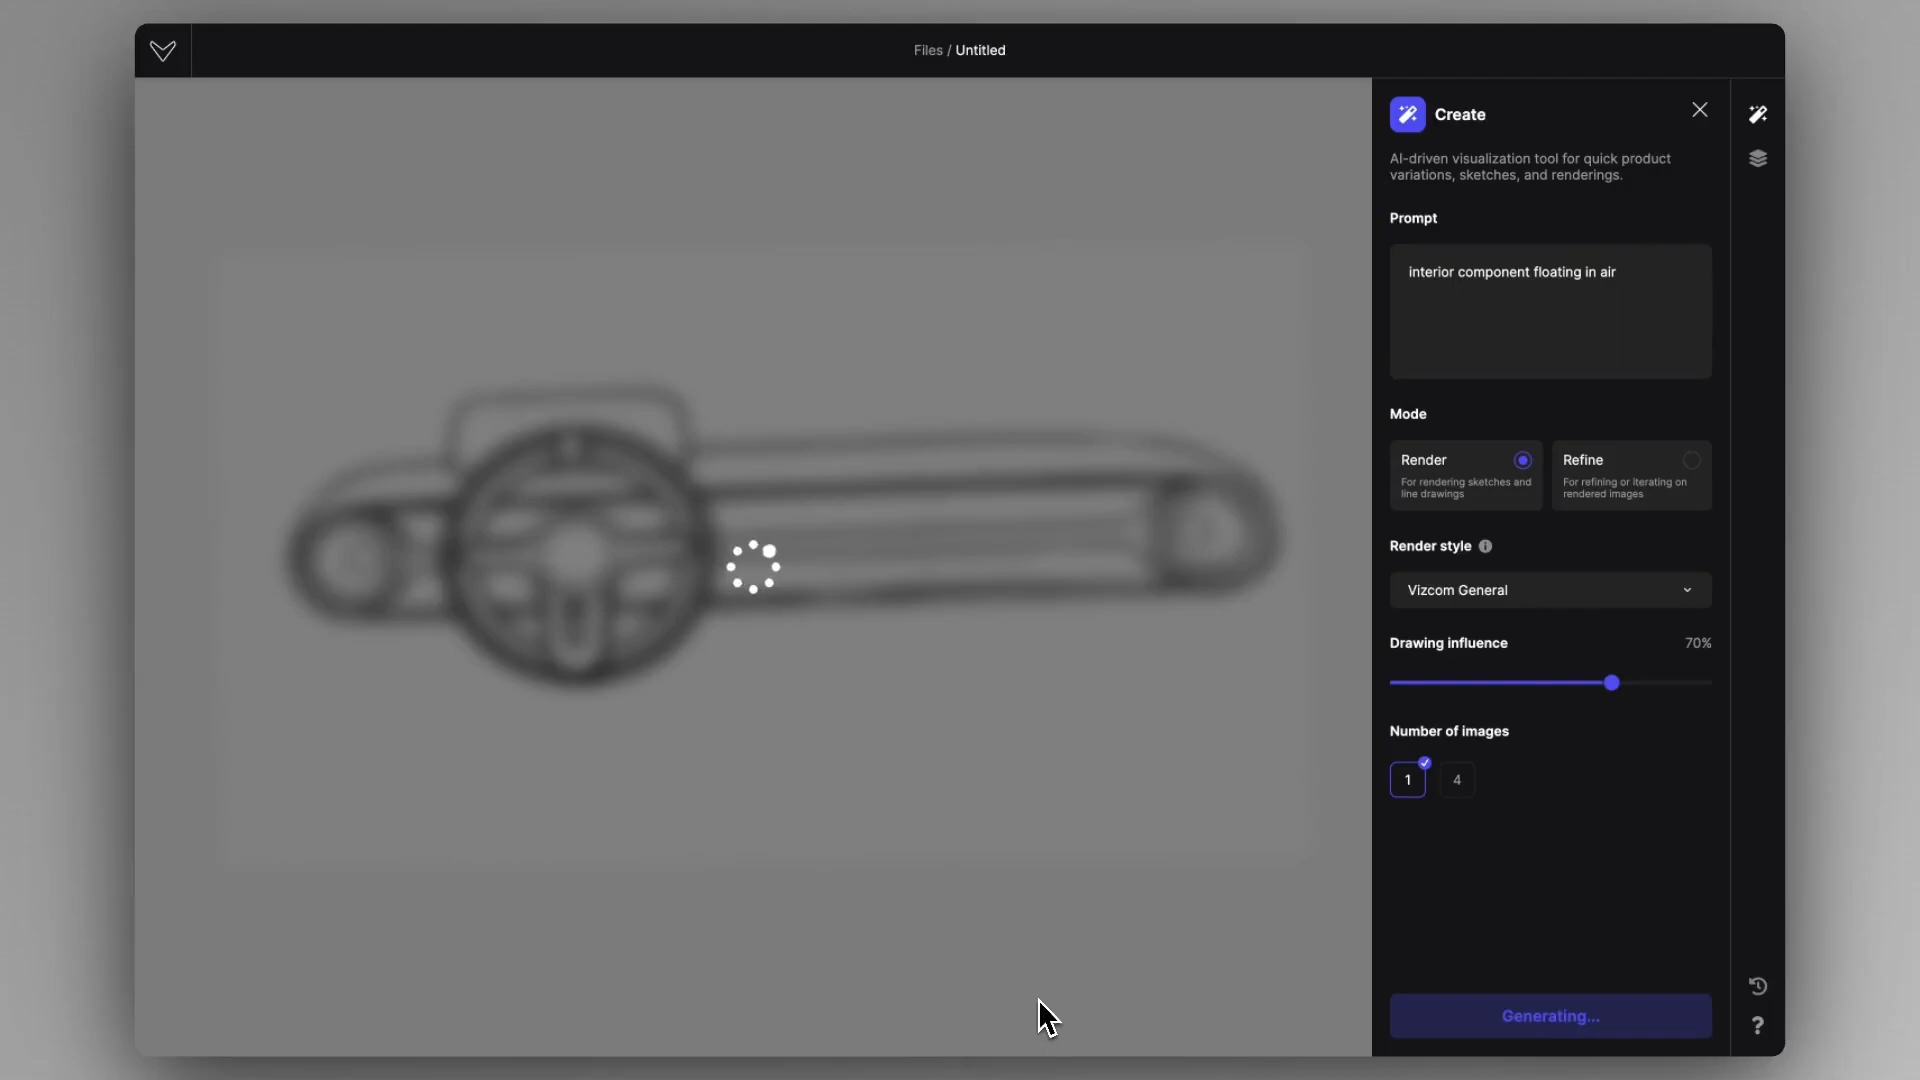 Files / Untitled
Create
AI-driven visualization tool for quick product
variations, sketches, and renderings.
Prompt
interior component floating in air
Mode
Render
For rendering sketches and
line drawings
Refine
For refining or iterating on
rendered images
Render style
Vizcom General
Drawing influence 70%
Number of images
1 4
Generating...